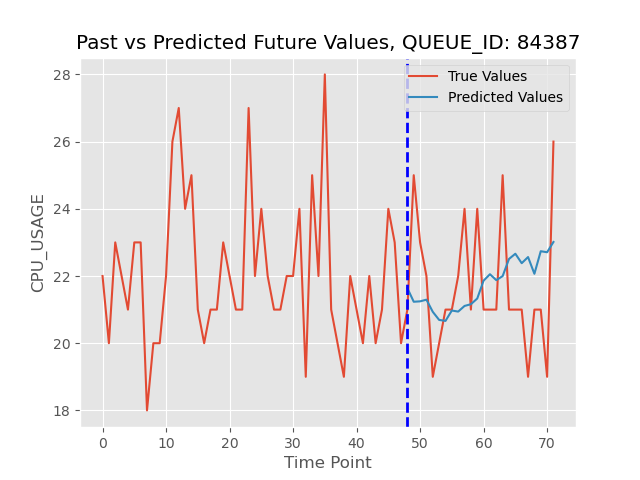 Past vs Predicted Future Values, QUEUE_ID: 84387
True Values
Predicted Values
28
26
24
22
20
18
CPU_USAGE
0 10 20 30 40 50 60 70
Time Point